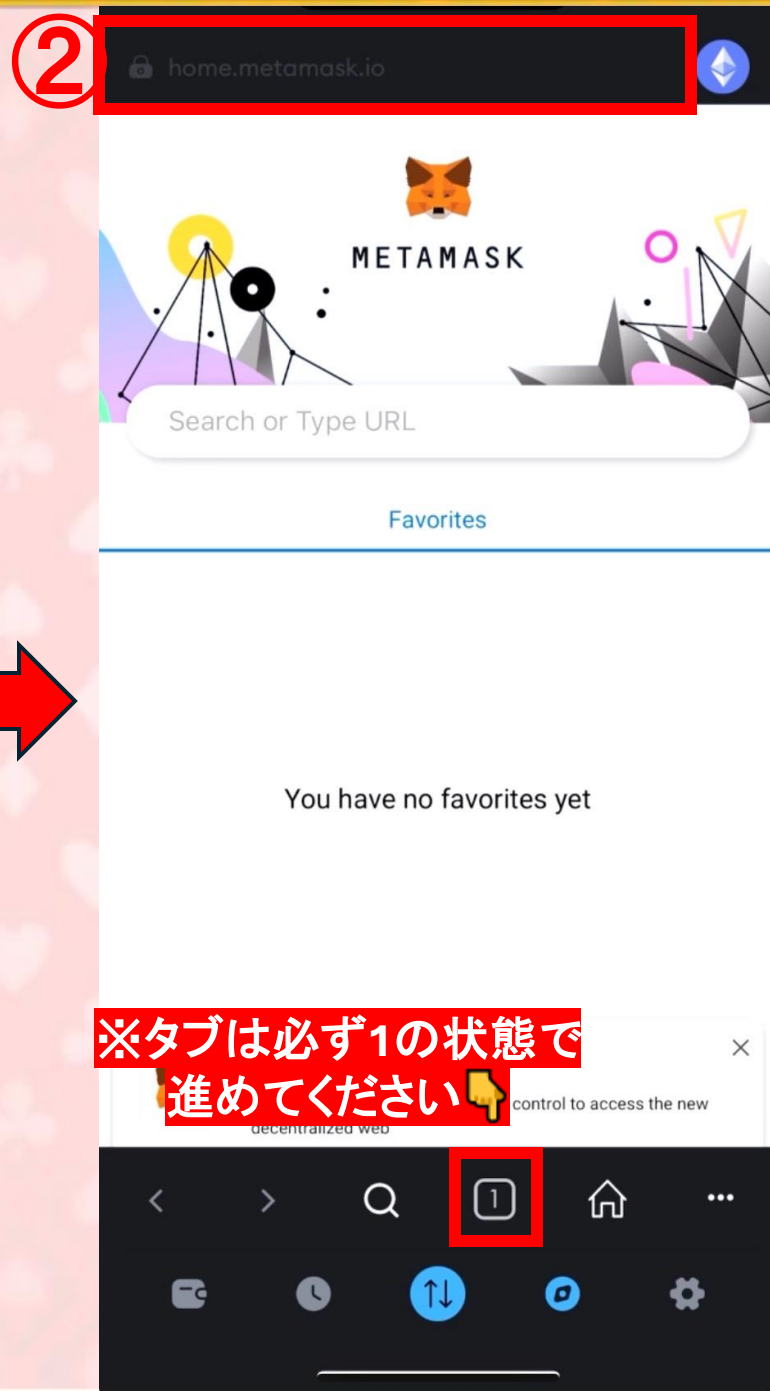 ②
home.metamask.io
METAMASK
Search or Type URL
Favorites
You have no favorites yet
※タブは必ず1の状態で
進めてください👇
control to access the new
decentralized web
1